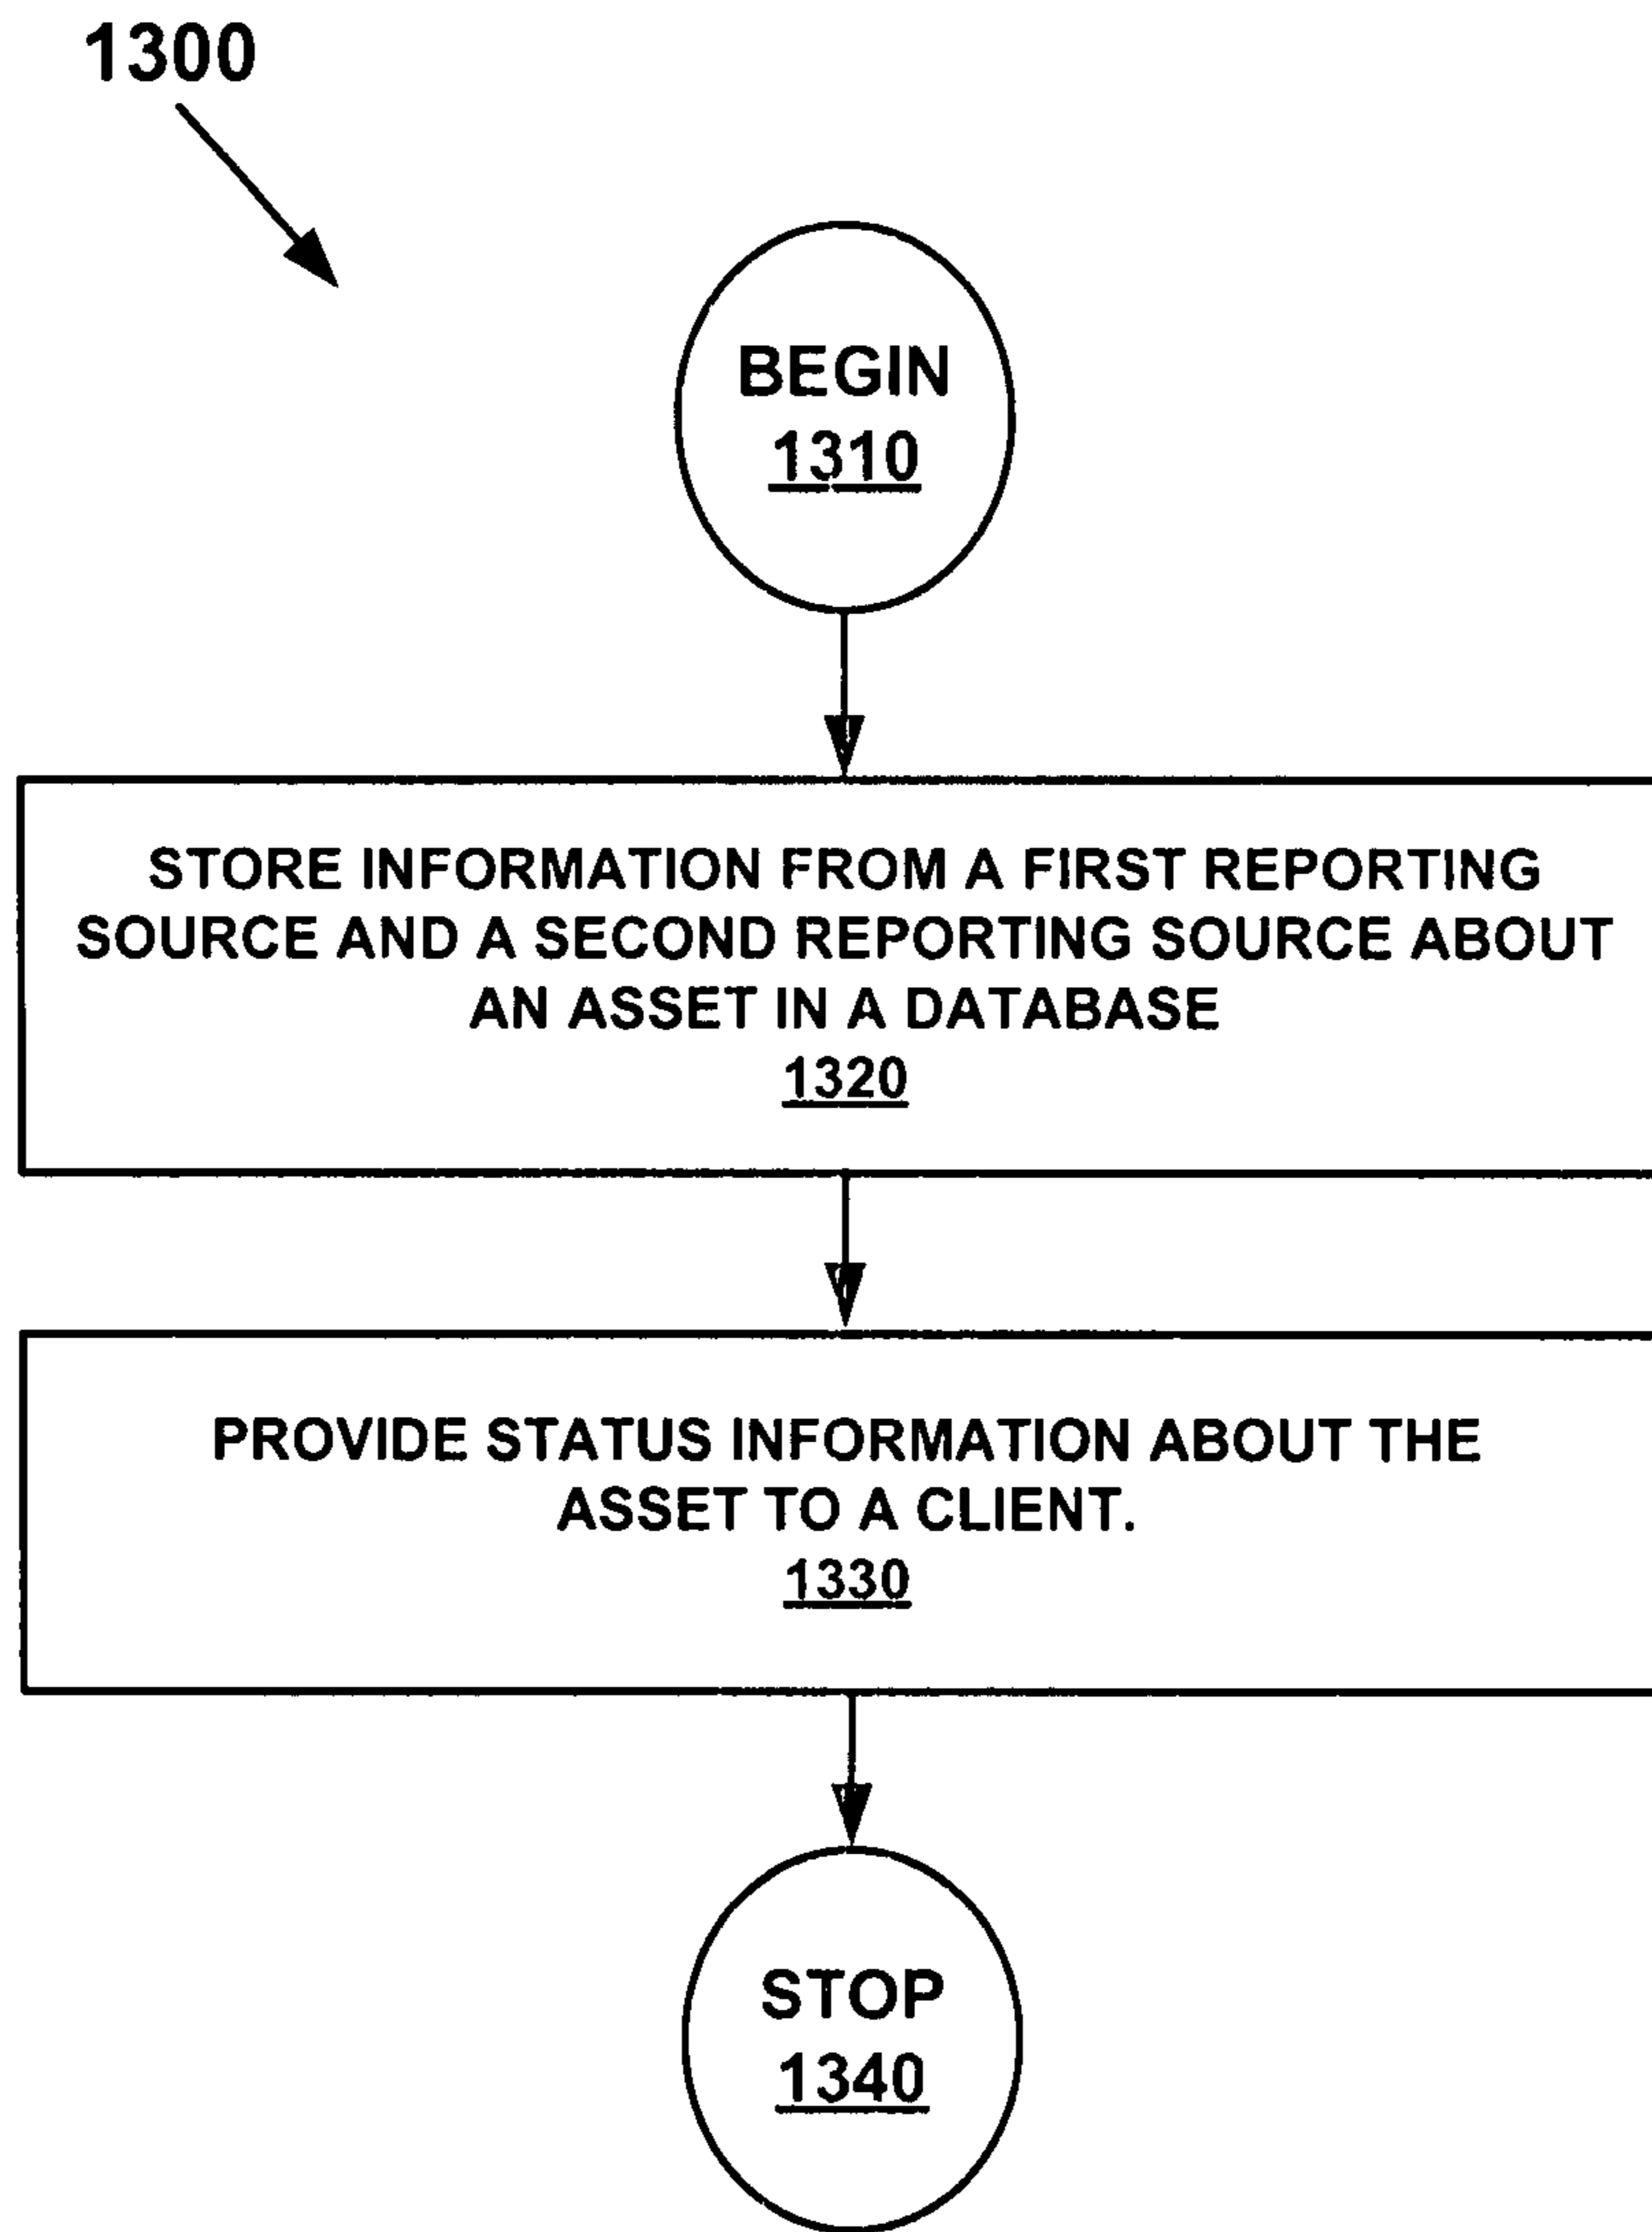 1300
BEGIN
1310
STORE INFORMATION FROM A FIRST REPORTING
SOURCE AND A SECOND REPORTING SOURCE ABOUT
AN ASSET IN A DATABASE
1320
PROVIDE STATUS INFORMATION ABOUT THE
ASSET TO A CLIENT.
1330
STOP
1340